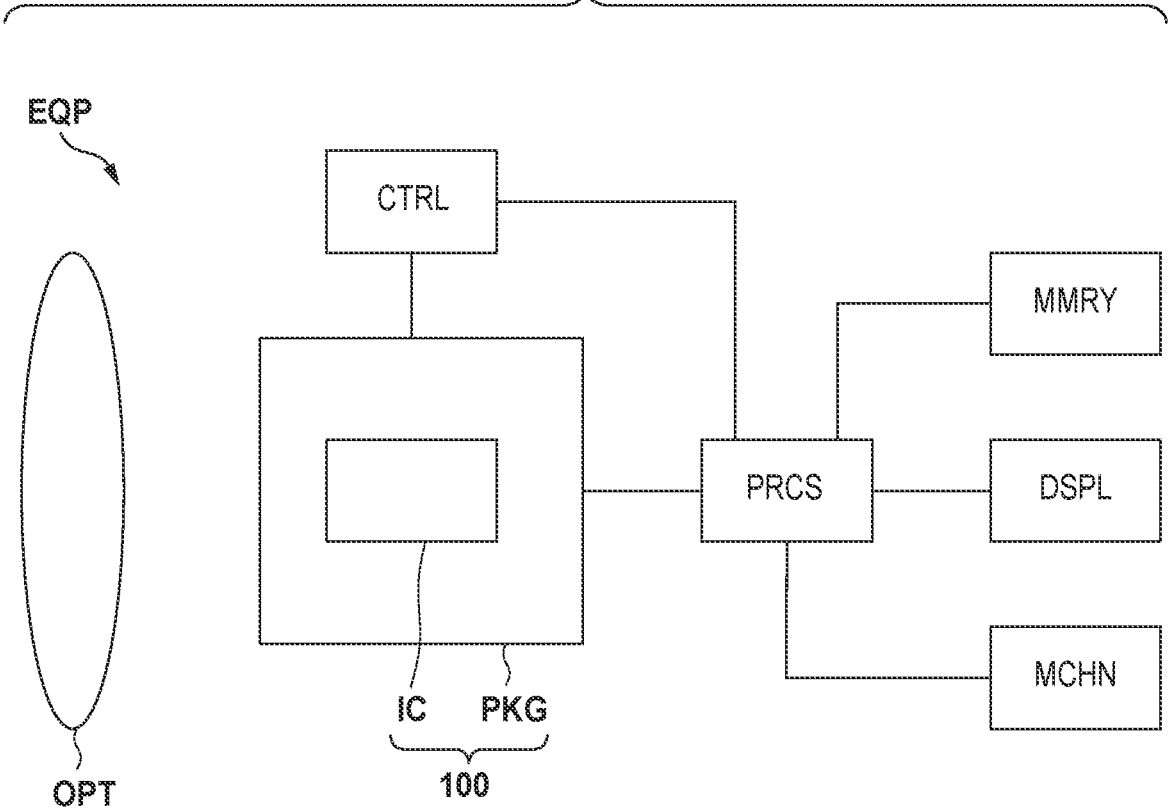 EQP
CTRL
MMRY
PRCS
DSPL
MCHN
IC
PKG
100
OPT